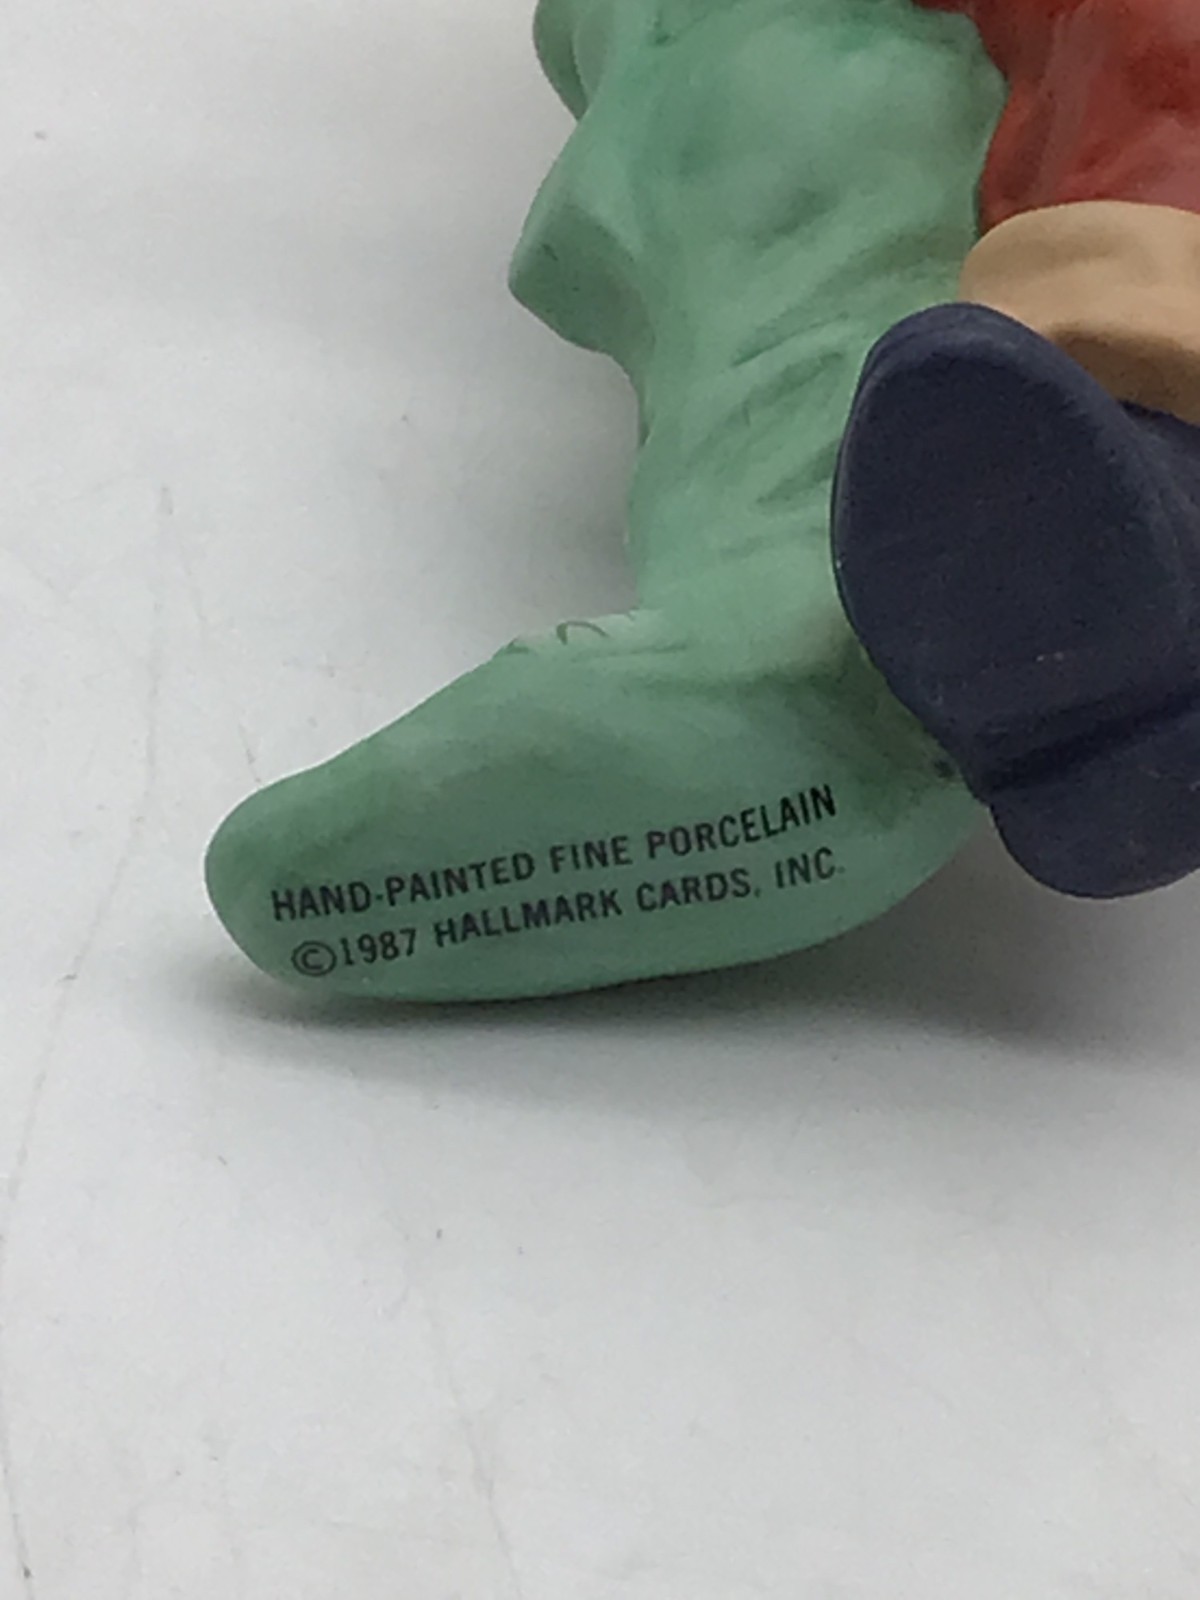 HAND-PAINTED FINE PORCELAIN
©1987 HALLMARK CARDS, INC.